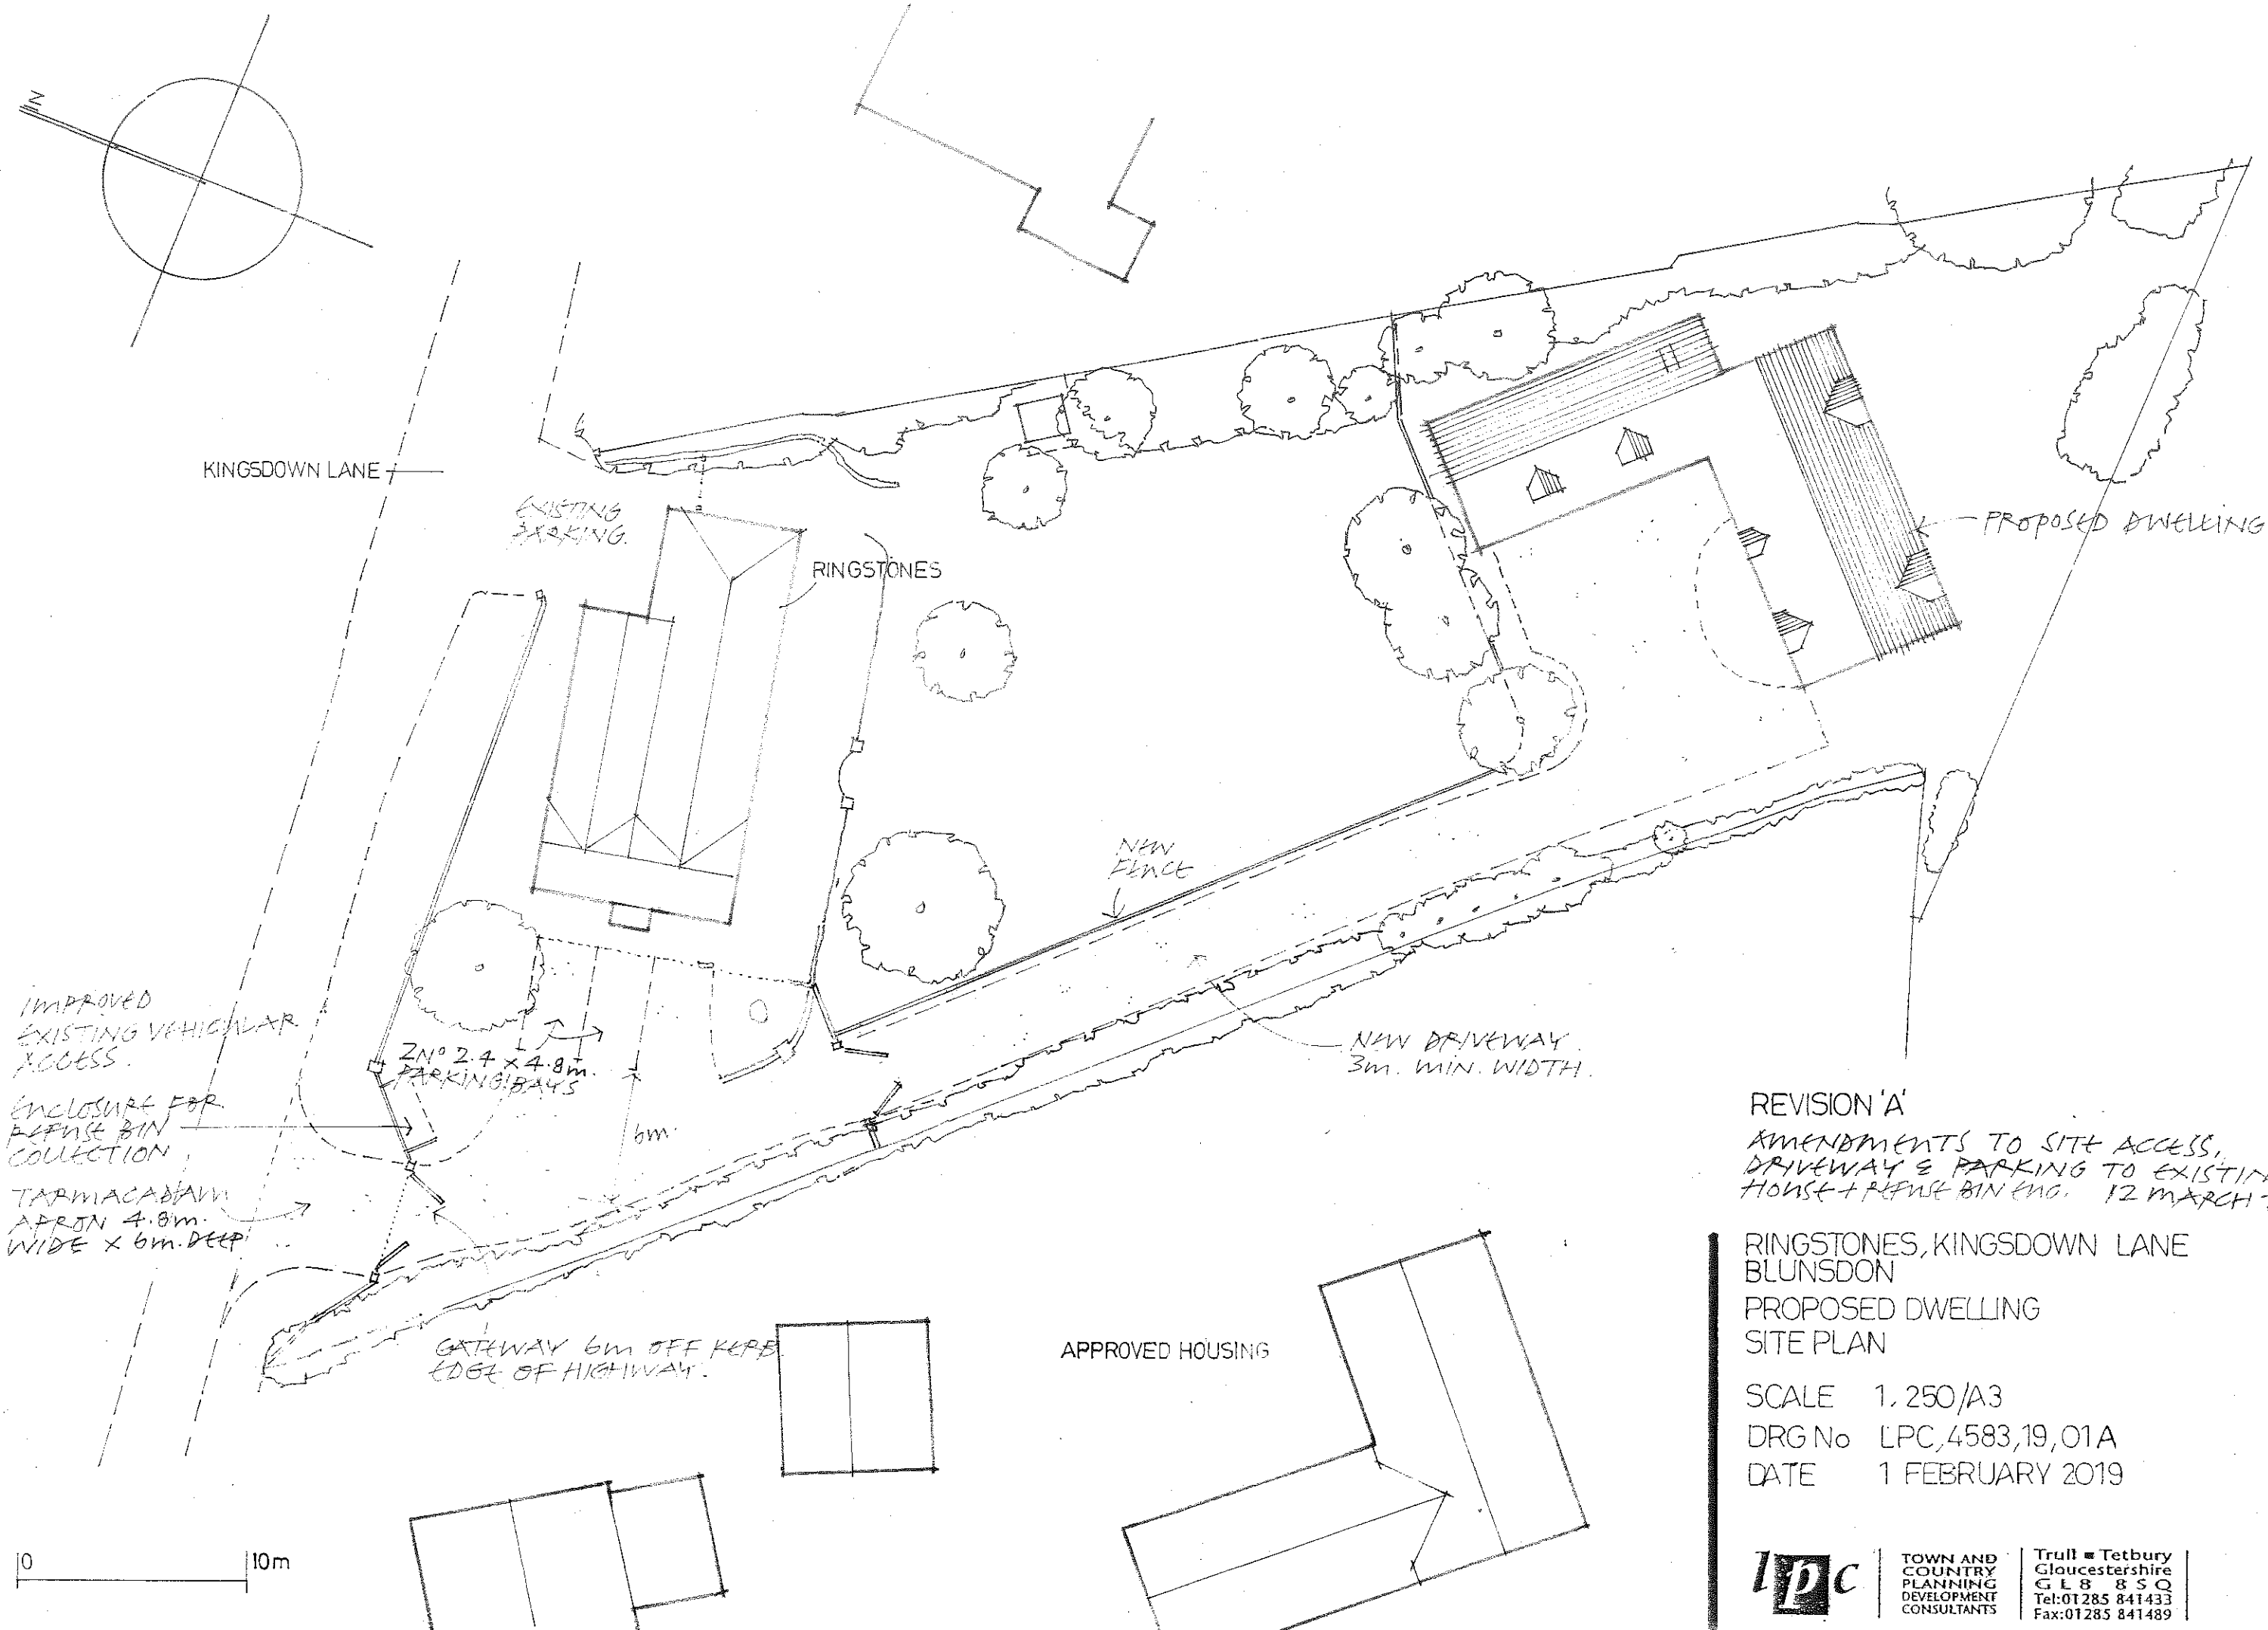 N
KINGSDOWN LANE
EXISTING
PARKING.
RINGSTONES
PROPOSED DWELLING
NEW
FENCE
IMPROVED
EXISTING VEHICULAR
ACCESS.
2 No 2.4 x 4.8m.
PARKING BAYS
ENCLOSURE FOR
REFUSE BIN
COLLECTION
6m.
TARMACADAM
APRON 4.8m.
WIDE x 6m. DEEP
NEW DRIVEWAY
3m. MIN. WIDTH.
GATEWAY 6m OFF KERB
EDGE OF HIGHWAY.
APPROVED HOUSING
REVISION 'A'
AMENDMENTS TO SITE ACCESS,
DRIVEWAY & PARKING TO EXISTIN
HOUSE + REFUSE BIN ENC. 12 MARCH
RINGSTONES, KINGSDOWN LANE
BLUNSDON
PROPOSED DWELLING
SITE PLAN
SCALE 1.250/A3
DRG No LPC,4583,19,01A
DATE 1 FEBRUARY 2019
0 10m
lpc
TOWN AND
COUNTRY
PLANNING
DEVELOPMENT
CONSULTANTS
Trull ▪ Tetbury
Gloucestershire
GL8 8SQ
Tel:01285 841433
Fax:01285 841489